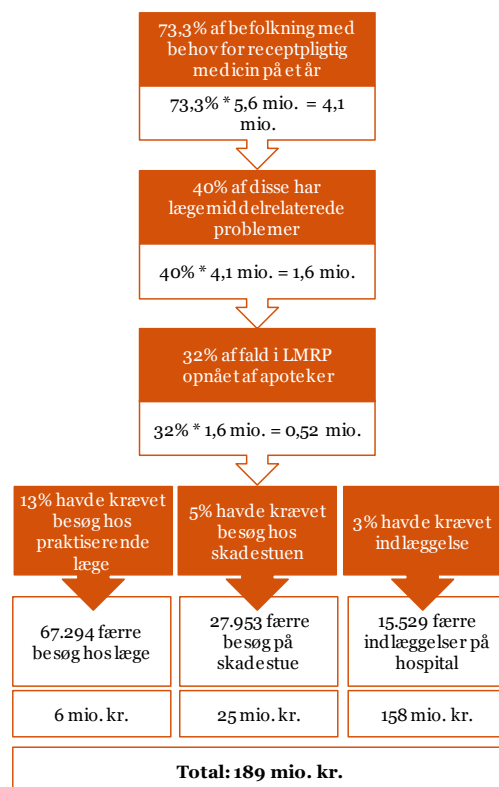 73,3% af befolkning med
behov for receptpligtig
medicin på et år
73,3% * 5,6 mio. = 4,1
mio.
40% af disse har
lægemiddelrelaterede
problemer
40% * 4,1 mio. = 1,6 mio.
32% af fald i LMRP
opnået af apoteker
32% * 1,6 mio. = 0,52 mio.
13% havde krævet
besøg hos
praktiserende
læge
67.294 færre
besøg hos læge
6 mio. kr.
5% havde krævet
besøg hos
skadestuen
27.953 færre
besøg på
skadestue
25 mio. kr.
3% havde krævet
indlæggelse
15.529 færre
indlæggelser på
hospital
158 mio. kr.
Total: 189 mio. kr.